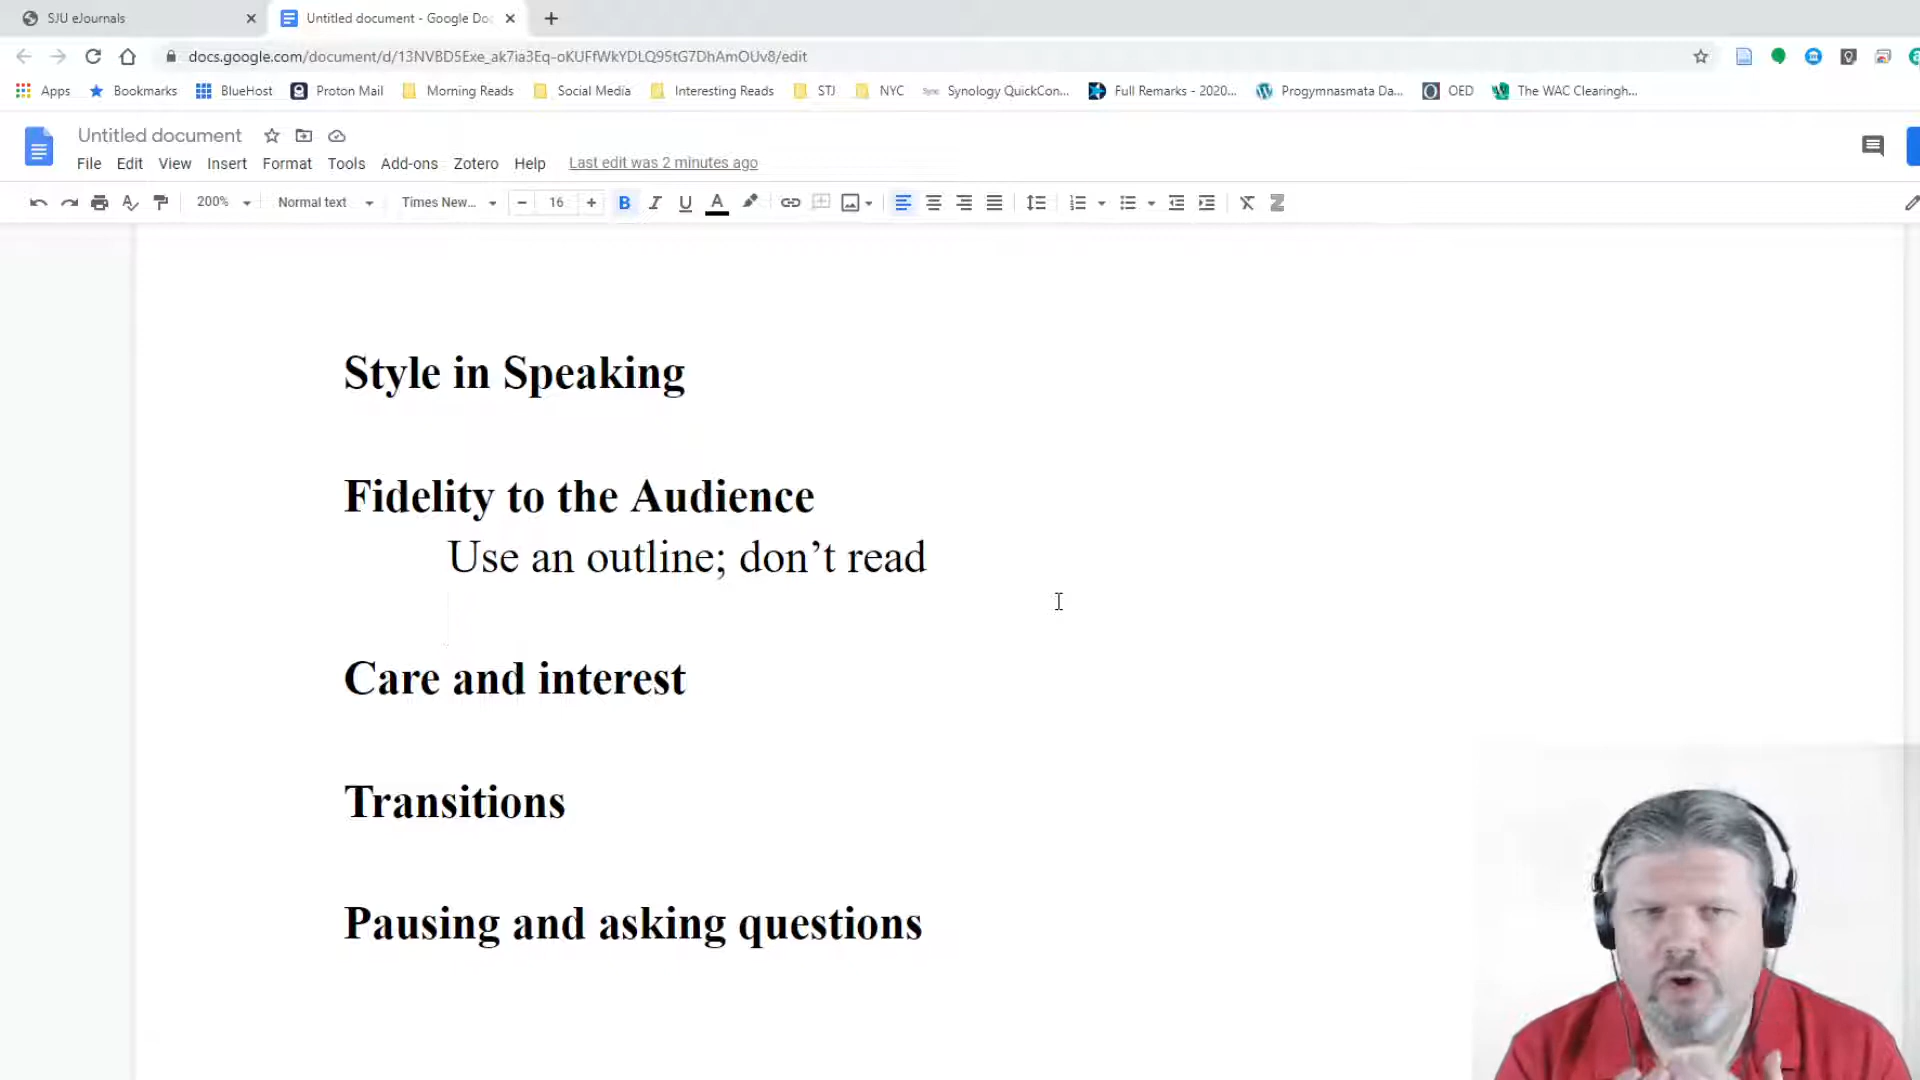 SJU eJournals
Untitled document - Google Doc
docs.google.com/document/d/13NVBD5Exe_ak7ia3Eq-oKUFfWkYDLQ95tG7DhAmOUv8/edit
Apps Bookmarks BlueHost Proton Mail Morning Reads Social Media Interesting Reads STJ NYC Synology QuickCon... Full Remarks - 2020... Progymnasmata Da... OED The WAC Clearingh...
Untitled document
File Edit View Insert Format Tools Add-ons Zotero Help Last edit was 2 minutes ago
200% Normal text Times New... 16
Style in Speaking
Fidelity to the Audience
Use an outline; don’t read
Care and interest
Transitions
Pausing and asking questions